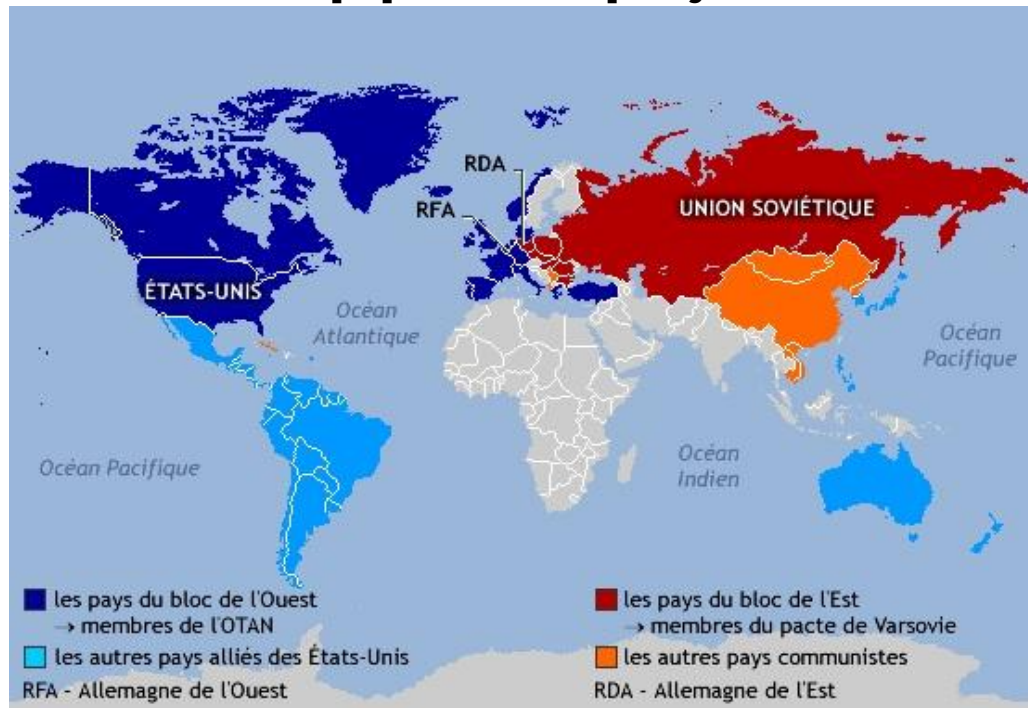 RDA
RFA
UNION SOVIÉTIQUE
ÉTATS-UNIS
Océan
Atlantique
Océan
Pacifique
Océan Pacifique
Océan
Indien
les pays du bloc de l'Ouest
→ membres de l'OTAN
les autres pays alliés des États-Unis
RFA - Allemagne de l'Ouest
les pays du bloc de l'Est
→ membres du pacte de Varsovie
les autres pays communistes
RDA - Allemagne de l'Est